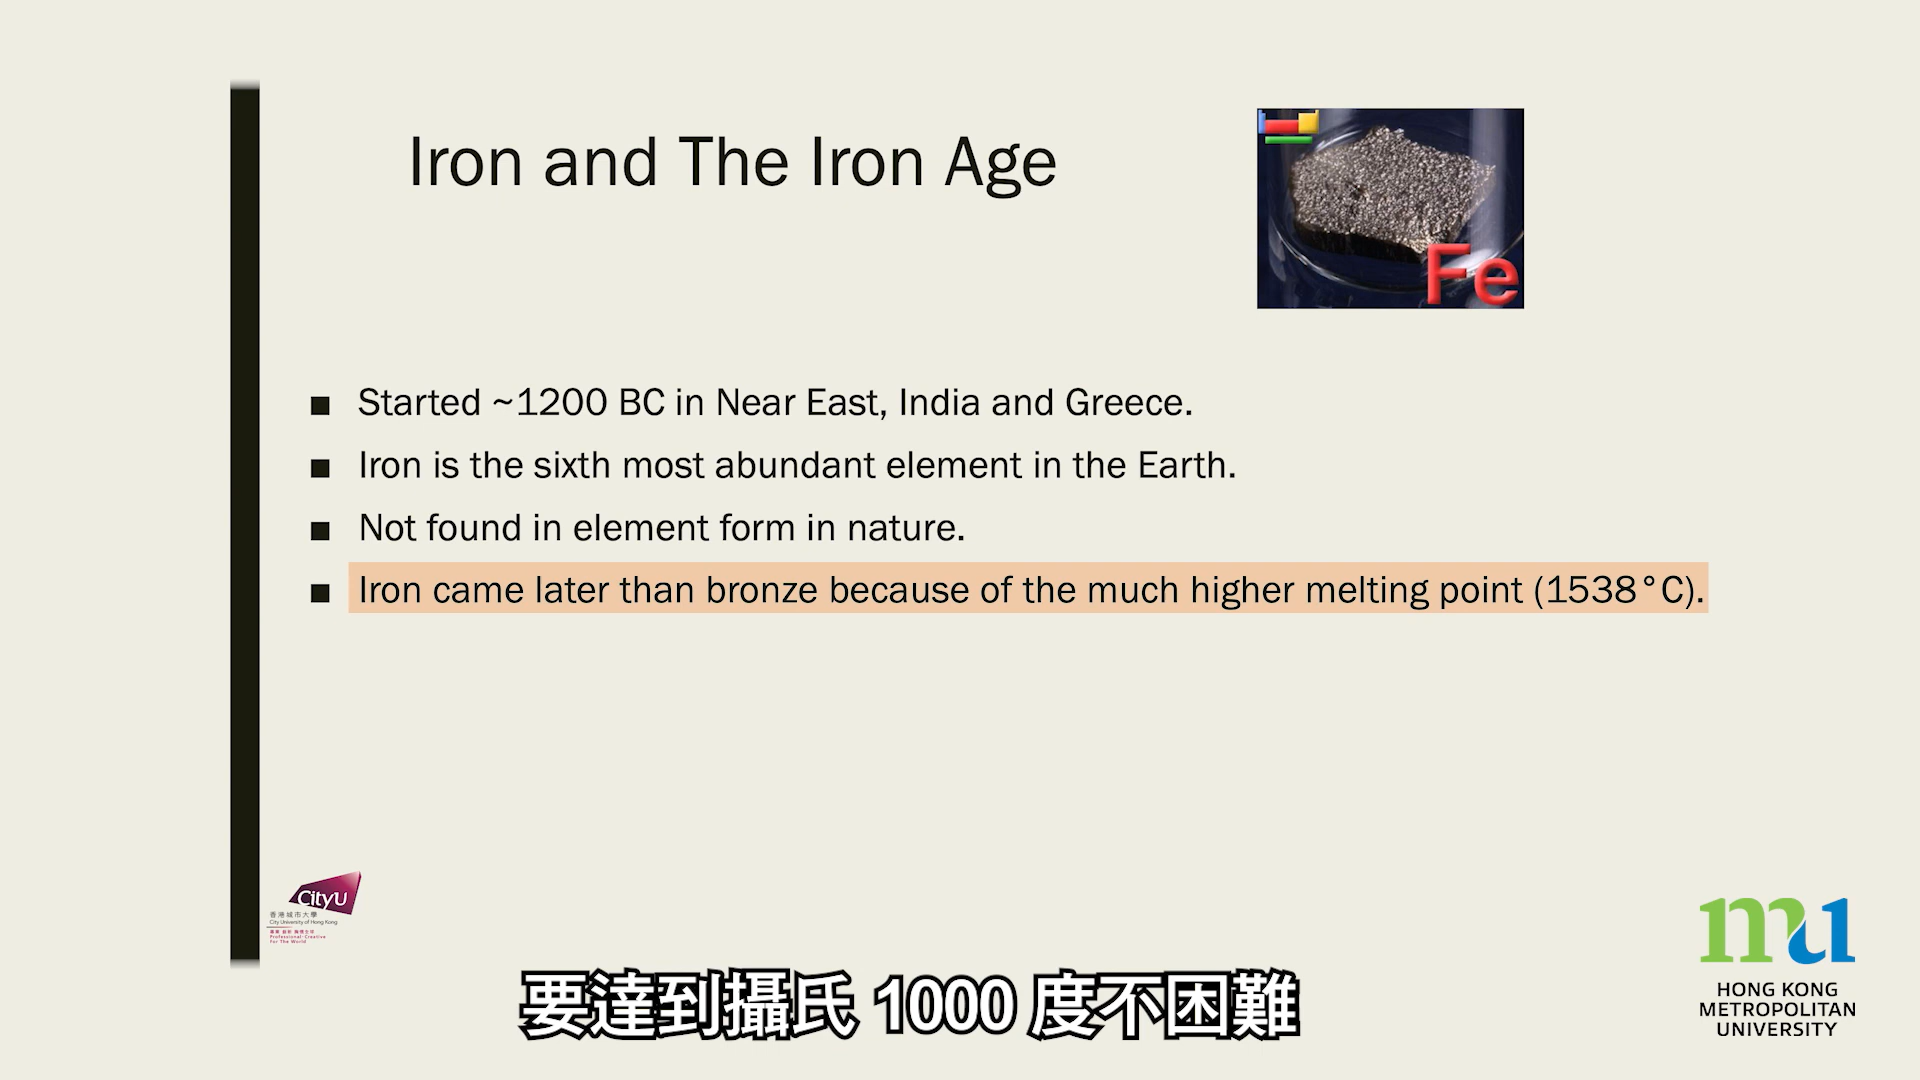 Iron and The Iron Age
Fe
Started ~1200 BC in Near East, India and Greece.
Iron is the sixth most abundant element in the Earth.
Not found in element form in nature.
Iron came later than bronze because of the much higher melting point (1538°C).
CityU
香港城市大學
City University of Hong Kong
Professional·Creative
For The World
要達到攝氏 1000 度不困難
mu
HONG KONG
METROPOLITAN
UNIVERSITY